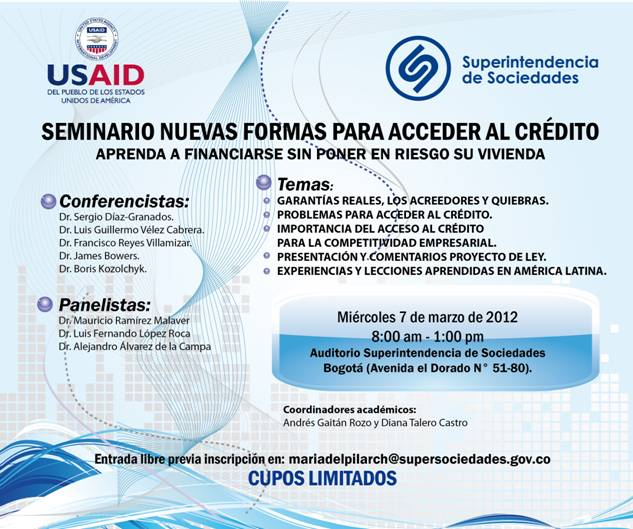 USAID
USAID
DEL PUEBLO DE LOS ESTADOS
UNIDOS DE AMÉRICA
Superintendencia
de Sociedades
SEMINARIO NUEVAS FORMAS PARA ACCEDER AL CRÉDITO
APRENDA A FINANCIARSE SIN PONER EN RIESGO SU VIVIENDA
Conferencistas:
Dr. Sergio Díaz-Granados.
Dr. Luis Guillermo Vélez Cabrera.
Dr. Francisco Reyes Villamizar.
Dr. James Bowers.
Dr. Boris Kozolchyk.
Panelistas:
Dr. Mauricio Ramírez Malaver
Dr. Luis Fernando López Roca
Dr. Alejandro Álvarez de la Campa
Temas:
GARANTÍAS REALES, LOS ACREEDORES Y QUIEBRAS.
PROBLEMAS PARA ACCEDER AL CRÉDITO.
IMPORTANCIA DEL ACCESO AL CRÉDITO
PARA LA COMPETITIVIDAD EMPRESARIAL.
PRESENTACIÓN Y COMENTARIOS PROYECTO DE LEY.
EXPERIENCIAS Y LECCIONES APRENDIDAS EN AMÉRICA LATINA.
Miércoles 7 de marzo de 2012
8:00 am - 1:00 pm
Auditorio Superintendencia de Sociedades
Bogotá (Avenida el Dorado N° 51-80).
Coordinadores académicos:
Andrés Gaitán Rozo y Diana Talero Castro
Entrada libre previa inscripción en: mariadelpilarch@supersociedades.gov.co
CUPOS LIMITADOS